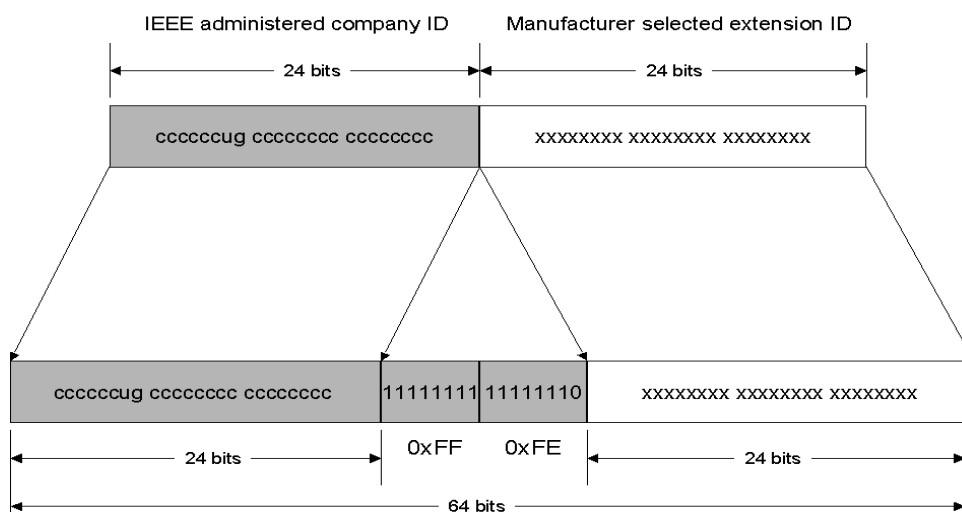 IEEE administered company ID Manufacturer selected extension ID
24 bits 24 bits
ccccccug cccccccc cccccccc xxxxxxxx xxxxxxxx xxxxxxxx
ccccccug cccccccc cccccccc 11111111 11111110 xxxxxxxx xxxxxxxx xxxxxxxx
0xFF 0xFE
24 bits 24 bits
64 bits